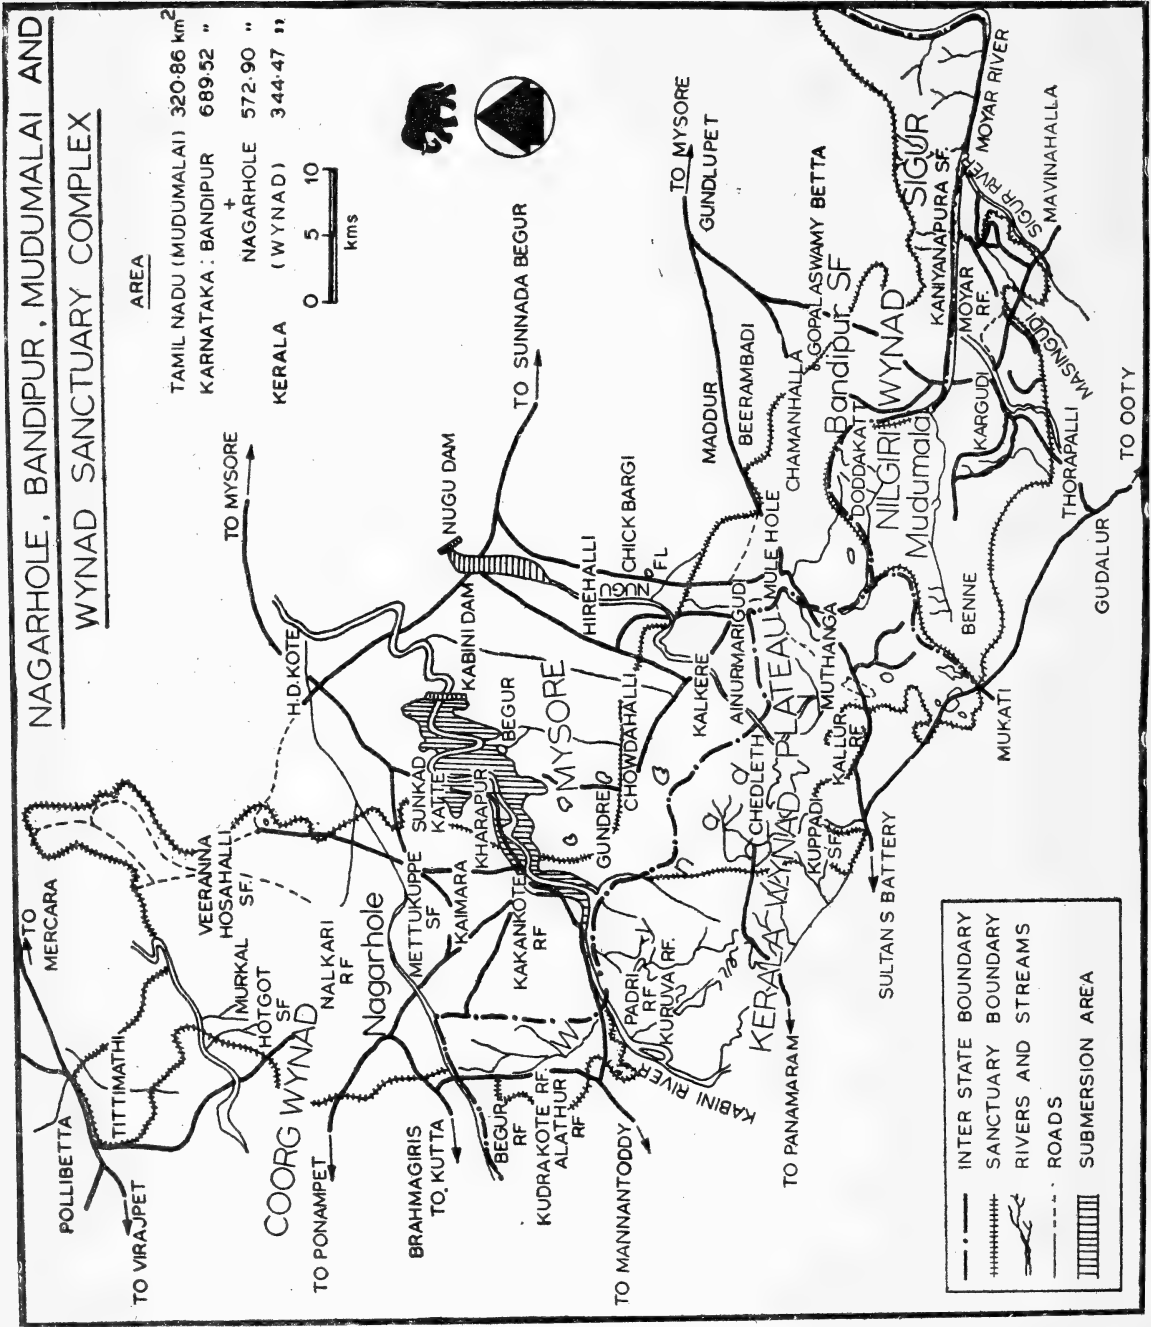 NAGARHOLE, BANDIPUR, MUDUMALAI AND
WYNAD SANCTUARY COMPLEX
AREA
TAMIL NADU (MUDUMALAI) 320·86 km²
KARNATAKA: BANDIPUR 689·52 "
+
NAGARHOLE 572·90 "
KERALA (WYNAD) 344·47 "
0 5 10
kms
TO MERCARA
POLLIBETTA
TITTIMATHI
TO VIRAJPET
VEERANNA
HOSAHALLI
SF.
MURKAL
HOTGOT
SF
NALKARI
RF
COORG WYNAD
TO PONAMPET
Nagarhole
TO MYSORE
H.D.KOTE
METTUKUPPE
SF
KAIMARA
SUNKAD
KATTE
KHARAPUR
KAKANKOTE
RF
KABINI DAM
NUGU DAM
BEGUR
MYSORE
TO SUNNADA BEGUR
BRAHMAGIRIS
TO. KUTTA
BEGUR
RF
KUDRAKOTE RF.
ALATHUR
RF
TO MANNANTODDY
PADRI
RF
KURUVA RF.
KABINI RIVER
GUNDRE
CHOWDAHALLI
HIREHALLI
NUGU
CHICK BARGI
FL
KALKERE
AINURMARIGUDI
MULE HOLE
MADDUR
BEERAMBADI
TO MYSORE
GUNDLUPET
CHAMANHALLA
GOPALASWAMY BETTA
Bandipur SF
DODDAKATT
NILGIRI WYNAD
Mudumalai
KERALA-WYNAD PLATEAU
CHEDLETH
TO PANAMARAM
KUPPADI
SF.
KALLUR
RF
MUTHANGA
SULTANS BATTERY
BENNE
MUKATI
GUDALUR
THORAPALLI
TO OOTY
KARGUDI
MASINGUDI
MOYAR
RF.
KANIYANAPURA SF.
SIGUR
MOYAR RIVER
SIGUR RIVER
MAVINAHALLA
INTER STATE BOUNDARY
SANCTUARY BOUNDARY
RIVERS AND STREAMS
ROADS
SUBMERSION AREA